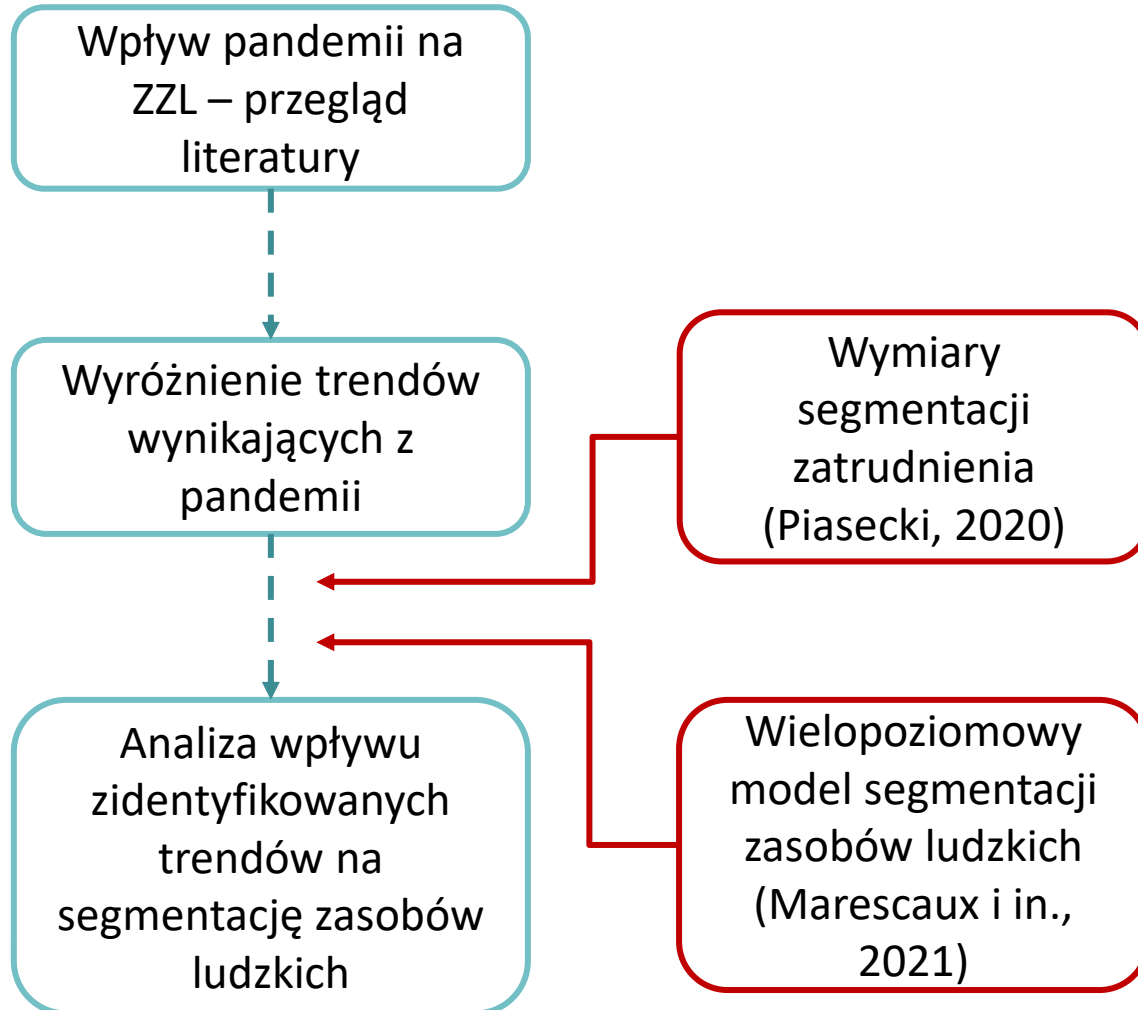 Wpływ pandemii na
ZZL – przegląd
literatury
Wyróżnienie trendów
wynikających z
pandemii
Wymiary
segmentacji
zatrudnienia
(Piasecki, 2020)
Analiza wpływu
zidentyfikowanych
trendów na
segmentację zasobów
ludzkich
Wielopoziomowy
model segmentacji
zasobów ludzkich
(Marescaux i in.,
2021)